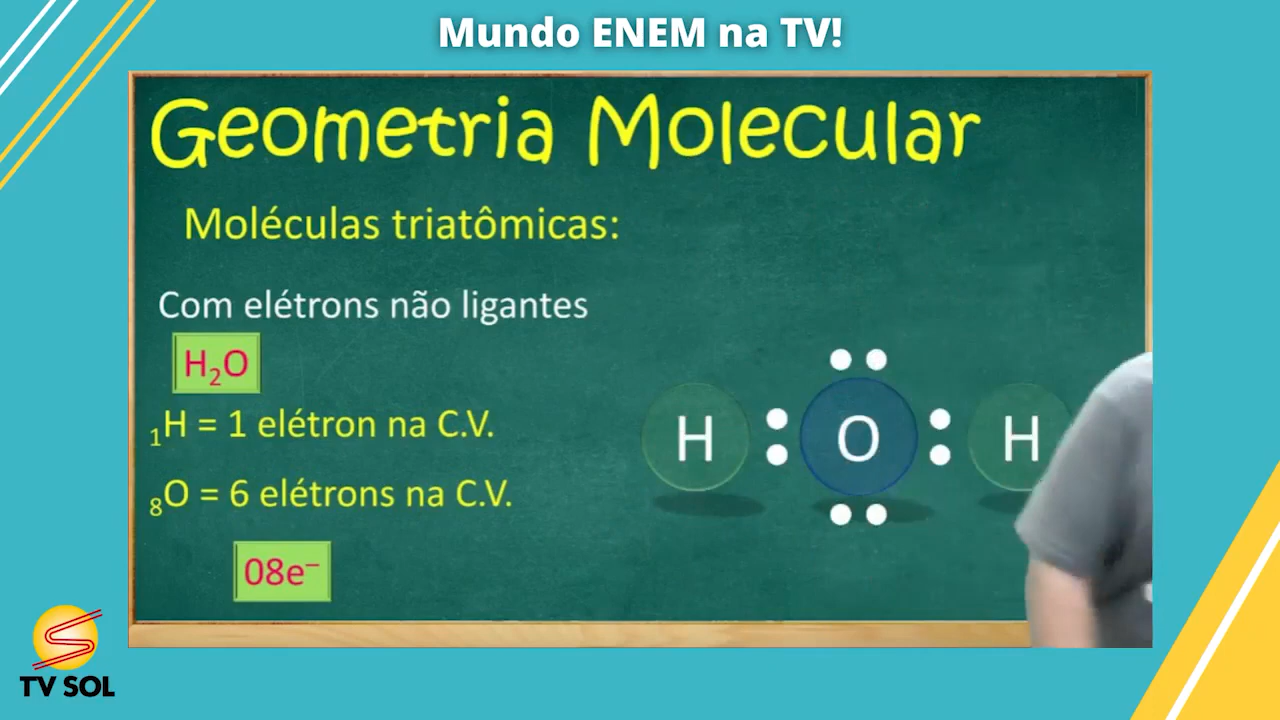 Mundo ENEM na TV!
Geometria Molecular
Moléculas triatômicas:
Com elétrons não ligantes
H₂O
₁H = 1 elétron na C.V.
₈O = 6 elétrons na C.V.
08e⁻
H O H
TV SOL